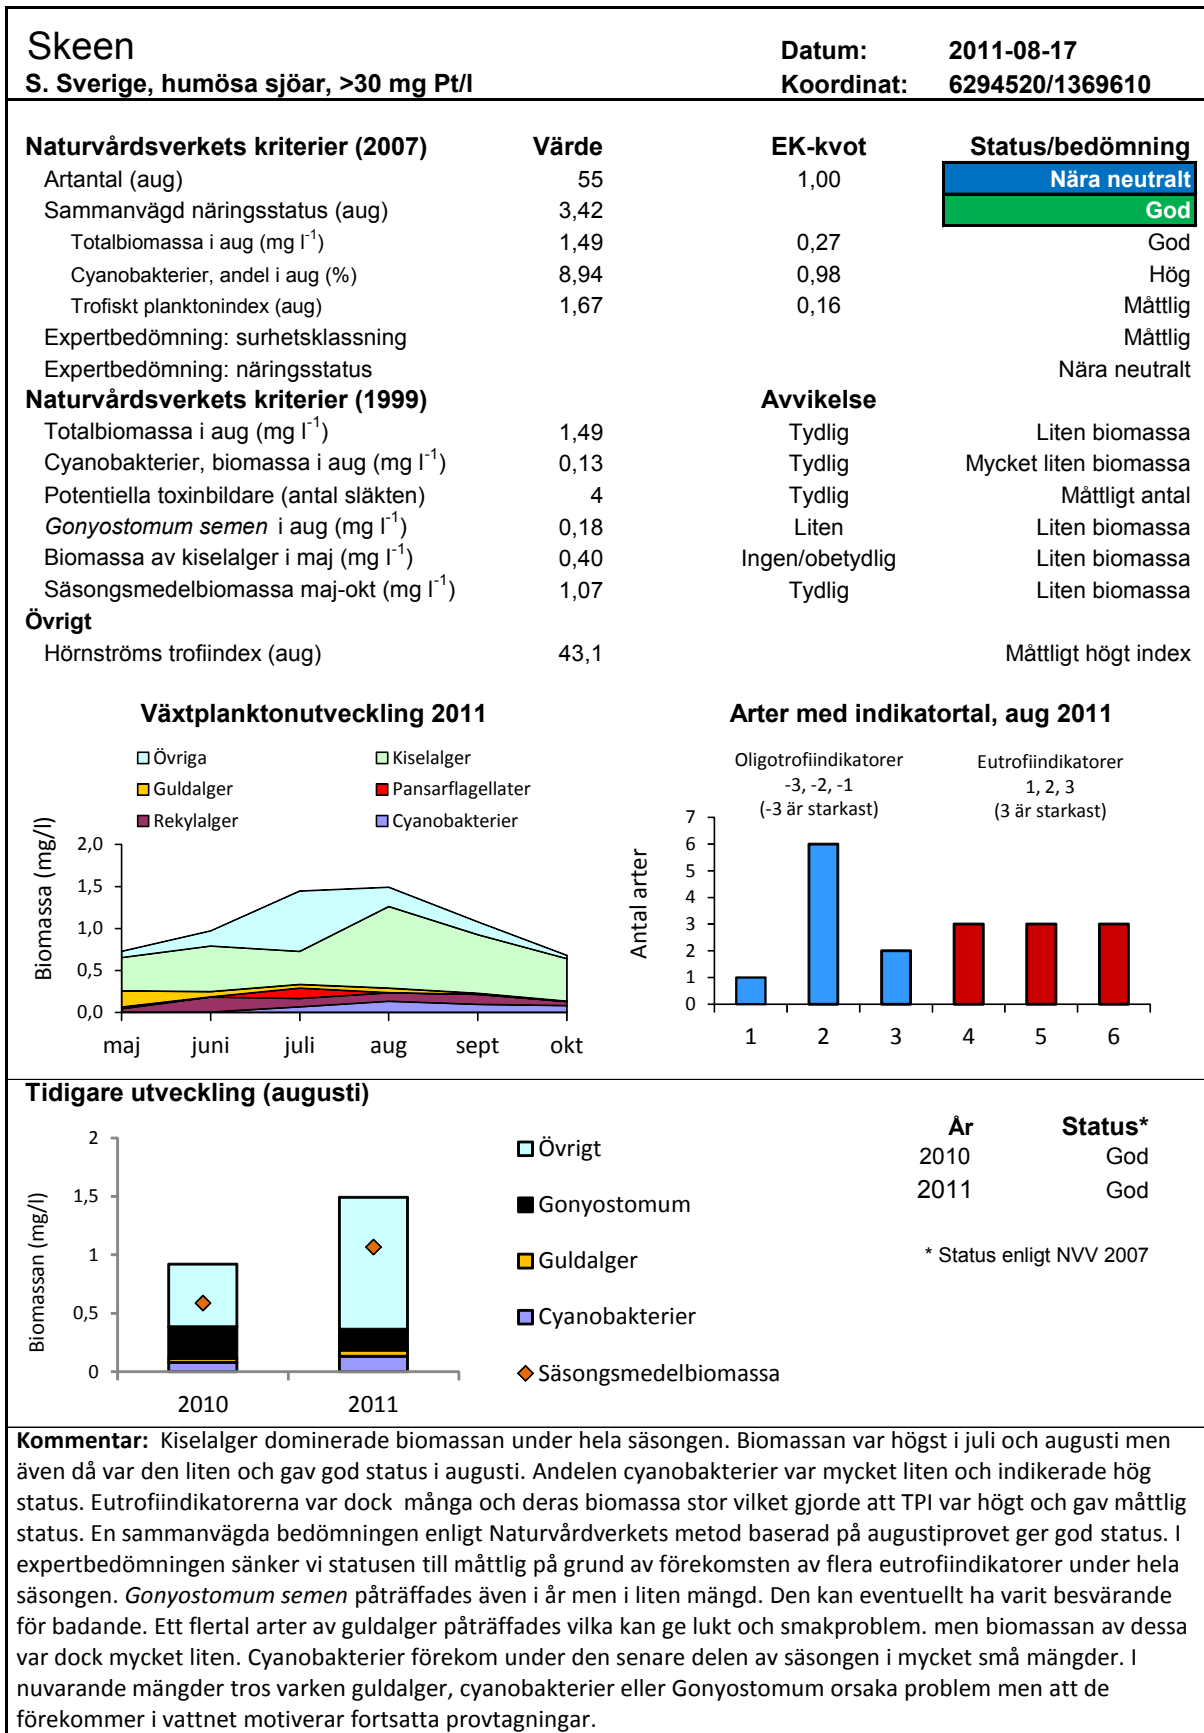 Skeen
Datum: 2011-08-17
S. Sverige, humösa sjöar, >30 mg Pt/l
Koordinat: 6294520/1369610
Naturvårdsverkets kriterier (2007) Värde EK-kvot Status/bedömning
Artantal (aug) 55 1,00 Nära neutralt
Sammanvägd näringsstatus (aug) 3,42 God
Totalbiomassa i aug (mg l⁻¹) 1,49 0,27 God
Cyanobakterier, andel i aug (%) 8,94 0,98 Hög
Trofiskt planktonindex (aug) 1,67 0,16 Måttlig
Expertbedömning: surhetsklassning Måttlig
Expertbedömning: näringsstatus Nära neutralt
Naturvårdsverkets kriterier (1999) Avvikelse
Totalbiomassa i aug (mg l⁻¹) 1,49 Tydlig Liten biomassa
Cyanobakterier, biomassa i aug (mg l⁻¹) 0,13 Tydlig Mycket liten biomassa
Potentiella toxinbildare (antal släkten) 4 Tydlig Måttligt antal
Gonyostomum semen i aug (mg l⁻¹) 0,18 Liten Liten biomassa
Biomassa av kiselalger i maj (mg l⁻¹) 0,40 Ingen/obetydlig Liten biomassa
Säsongsmedelbiomassa maj-okt (mg l⁻¹) 1,07 Tydlig Liten biomassa
Övrigt
Hörnströms trofiindex (aug) 43,1 Måttligt högt index
Växtplanktonutveckling 2011
Övriga Kiselalger
Guldalger Pansarflagellater
Rekylalger Cyanobakterier
Biomassa (mg/l)
2,0
1,5
1,0
0,5
0,0
maj juni juli aug sept okt
Arter med indikatortal, aug 2011
Oligotrofiindikatorer
-3, -2, -1
(-3 är starkast)
Eutrofiindikatorer
1, 2, 3
(3 är starkast)
Antal arter
7
6
5
4
3
2
1
0
1 2 3 4 5 6
Tidigare utveckling (augusti)
Biomassan (mg/l)
2
1,5
1
0,5
0
2010 2011
Övrigt
Gonyostomum
Guldalger
Cyanobakterier
Säsongsmedelbiomassa
År Status*
2010 God
2011 God
* Status enligt NVV 2007
Kommentar: Kiselalger dominerade biomassan under hela säsongen. Biomassan var högst i juli och augusti men
även då var den liten och gav god status i augusti. Andelen cyanobakterier var mycket liten och indikerade hög
status. Eutrofiindikatorerna var dock många och deras biomassa stor vilket gjorde att TPI var högt och gav måttlig
status. En sammanvägda bedömningen enligt Naturvårdverkets metod baserad på augustiprovet ger god status. I
expertbedömningen sänker vi statusen till måttlig på grund av förekomsten av flera eutrofiindikatorer under hela
säsongen. Gonyostomum semen påträffades även i år men i liten mängd. Den kan eventuellt ha varit besvärande
för badande. Ett flertal arter av guldalger påträffades vilka kan ge lukt och smakproblem. men biomassan av dessa
var dock mycket liten. Cyanobakterier förekom under den senare delen av säsongen i mycket små mängder. I
nuvarande mängder tros varken guldalger, cyanobakterier eller Gonyostomum orsaka problem men att de
förekommer i vattnet motiverar fortsatta provtagningar.